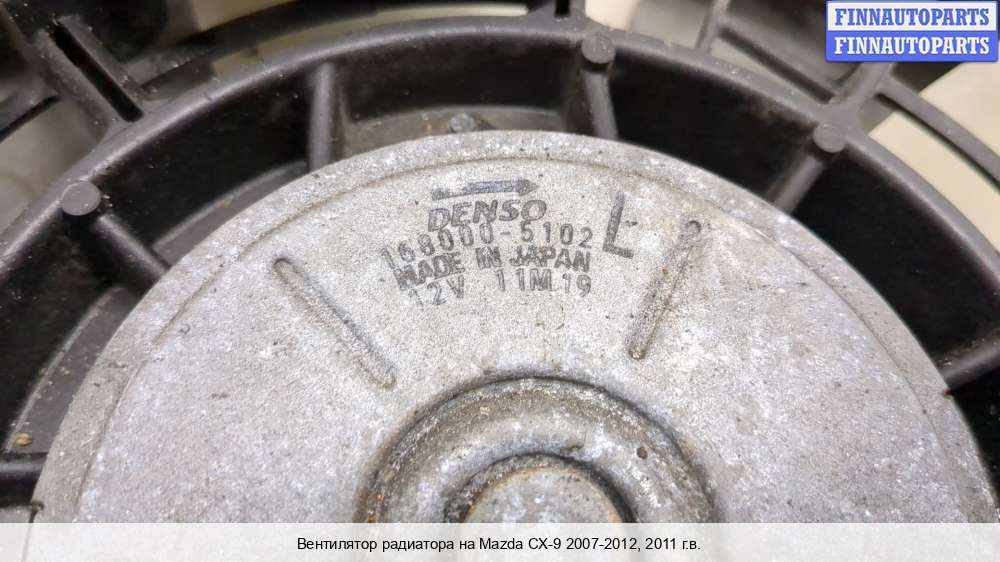 FINNAUTOPARTS
FINNAUTOPARTS
DENSO
168000-5102 L
MADE IN JAPAN
12V 11M19
Вентилятор радиатора на Mazda CX-9 2007-2012, 2011 г.в.